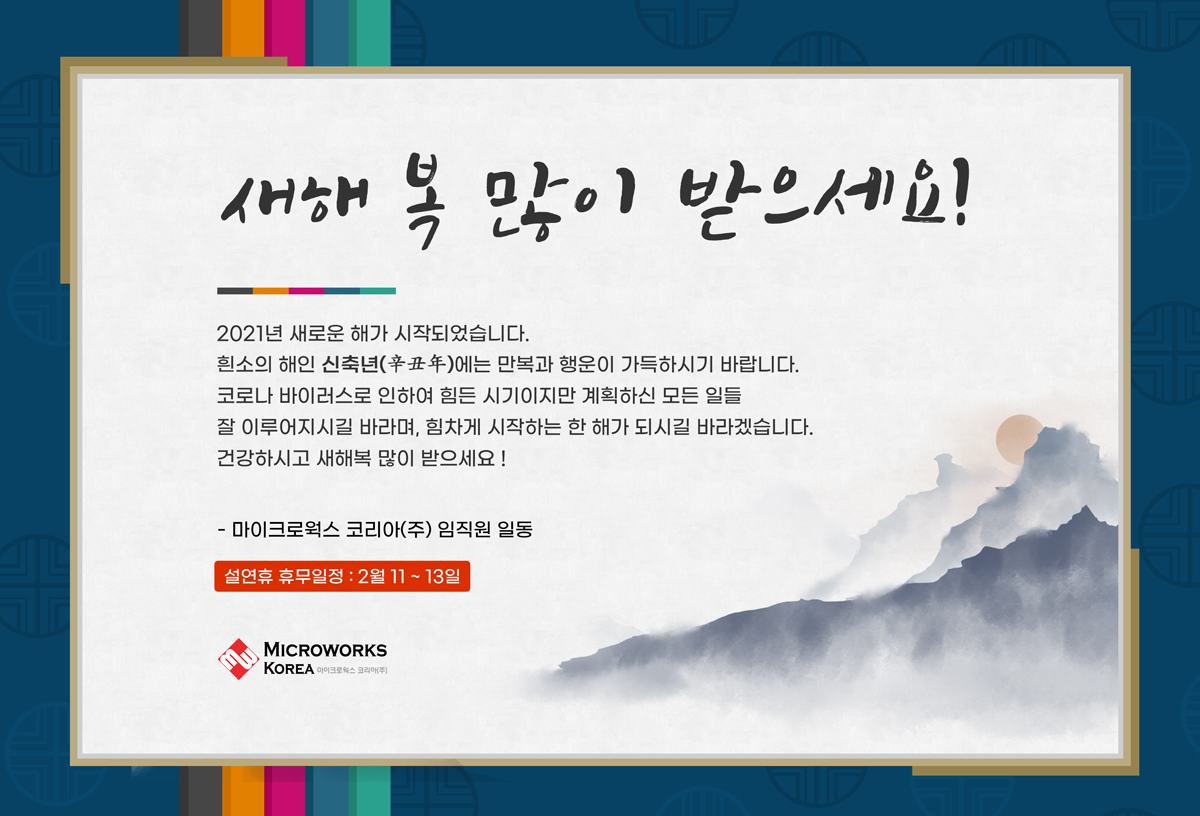 새해 복 많이 받으세요!
2021년 새로운 해가 시작되었습니다.
흰소의 해인 신축년(辛丑年)에는 만복과 행운이 가득하시기 바랍니다.
코로나 바이러스로 인하여 힘든 시기이지만 계획하신 모든 일들
잘 이루어지시길 바라며, 힘차게 시작하는 한 해가 되시길 바라겠습니다.
건강하시고 새해복 많이 받으세요 !
- 마이크로웍스 코리아(주) 임직원 일동
설연휴 휴무일정 : 2월 11 ~ 13일
MW MICROWORKS
KOREA 마이크로웍스 코리아(주)